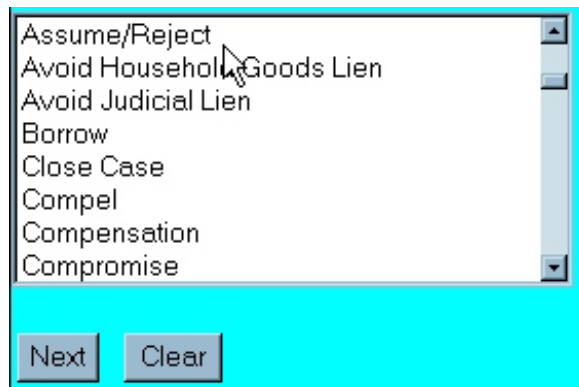 Assume/Reject
Avoid Household Goods Lien
Avoid Judicial Lien
Borrow
Close Case
Compel
Compensation
Compromise
Next Clear